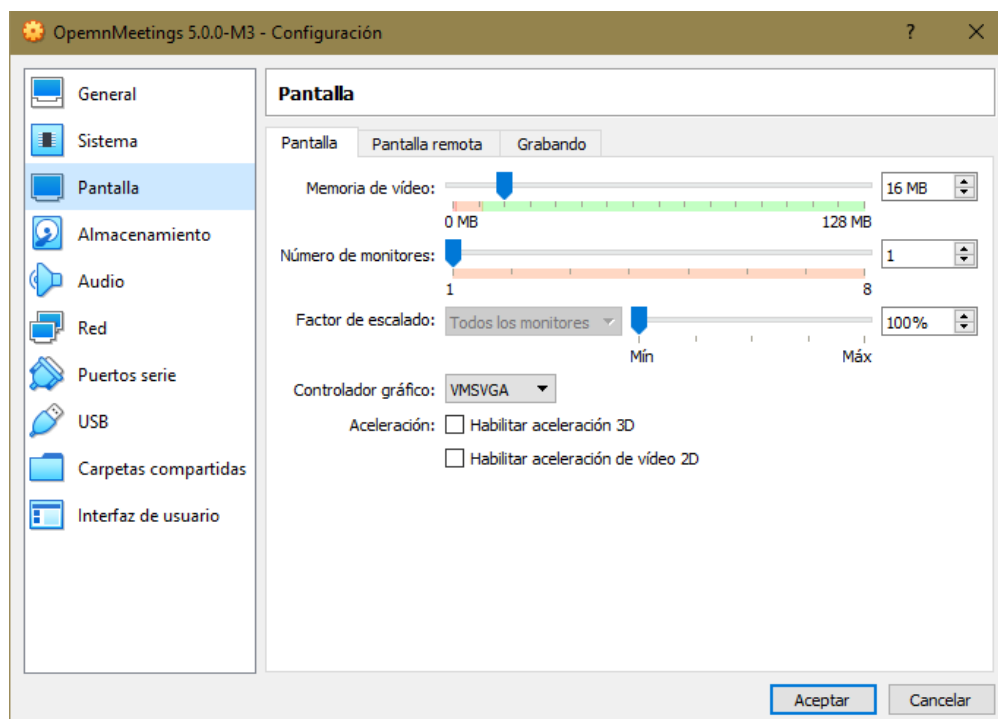 OpemnMeetings 5.0.0-M3 - Configuración ?
General
Sistema
Pantalla
Almacenamiento
Audio
Red
Puertos serie
USB
Carpetas compartidas
Interfaz de usuario
Pantalla
Pantalla Pantalla remota Grabando
Memoria de vídeo: 16 MB
0 MB 128 MB
Número de monitores: 1
1 8
Factor de escalado: Todos los monitores 100%
Mín Máx
Controlador gráfico: VMSVGA
Aceleración: Habilitar aceleración 3D
Habilitar aceleración de vídeo 2D
Aceptar Cancelar